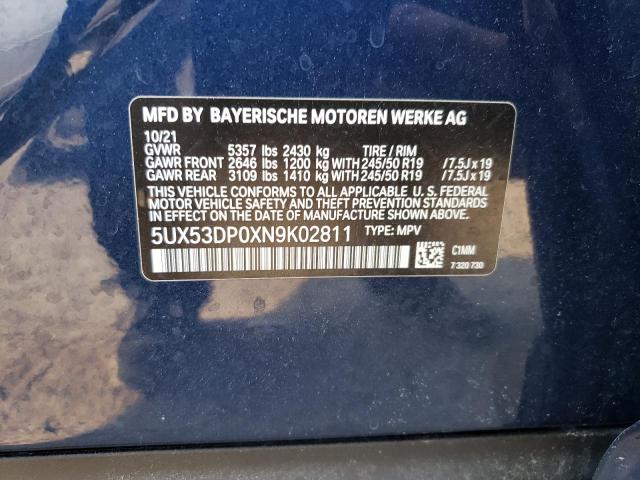 MFD BY BAYERISCHE MOTOREN WERKE AG
10/21
GVWR 5357 lbs 2430 kg TIRE / RIM
GAWR FRONT 2646 lbs 1200 kg WITH 245/50 R19 /7.5J x 19
GAWR REAR 3109 lbs 1410 kg WITH 245/50 R19 /7.5J x 19
THIS VEHICLE CONFORMS TO ALL APPLICABLE U. S. FEDERAL
MOTOR VEHICLE SAFETY AND THEFT PREVENTION STANDARDS
IN EFFECT ON THE DATE OF MANUFACTURE SHOWN ABOVE.
5UX53DP0XN9K02811 TYPE: MPV
C1MM
7 320 730